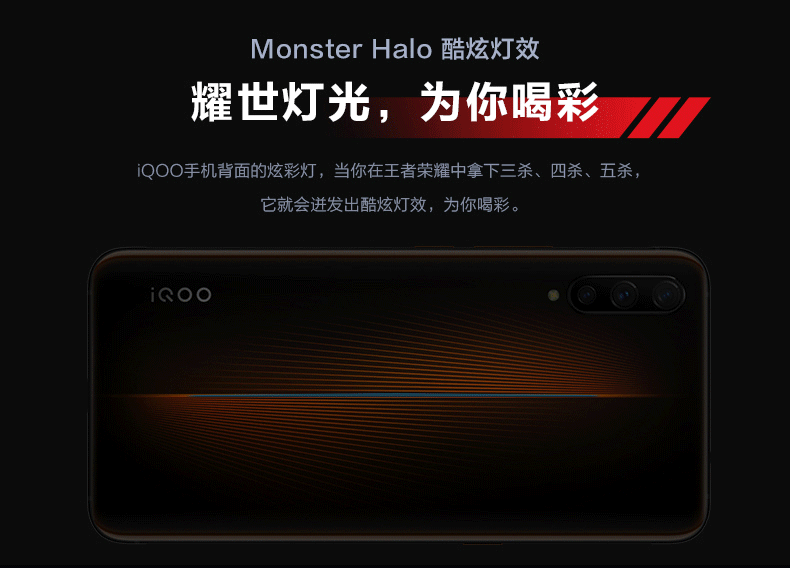 Monster Halo 酷炫灯效
耀世灯光，为你喝彩
iQOO手机背面的炫彩灯，当你在王者荣耀中拿下三杀、四杀、五杀，
它就会迸发出酷炫灯效，为你喝彩。
iQOO